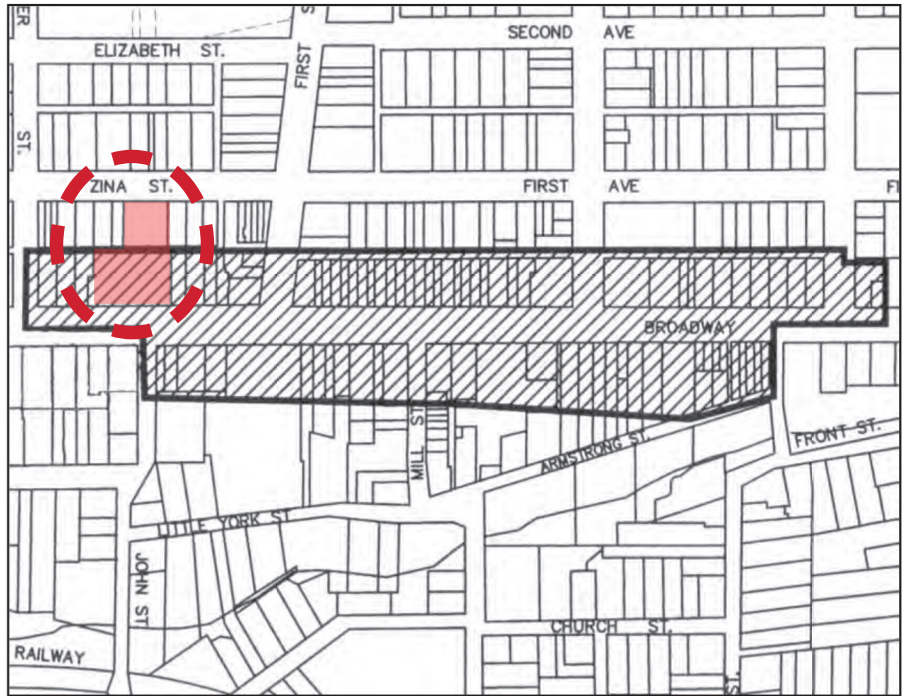 SECOND AVE
ELIZABETH ST.
FIRST
ST.
ZINA ST.
FIRST AVE
BROADWAY
MILL ST.
ARMSTRONG ST.
FRONT ST.
LITTLE YORK ST.
JOHN ST
CHURCH ST.
RAILWAY
ST.